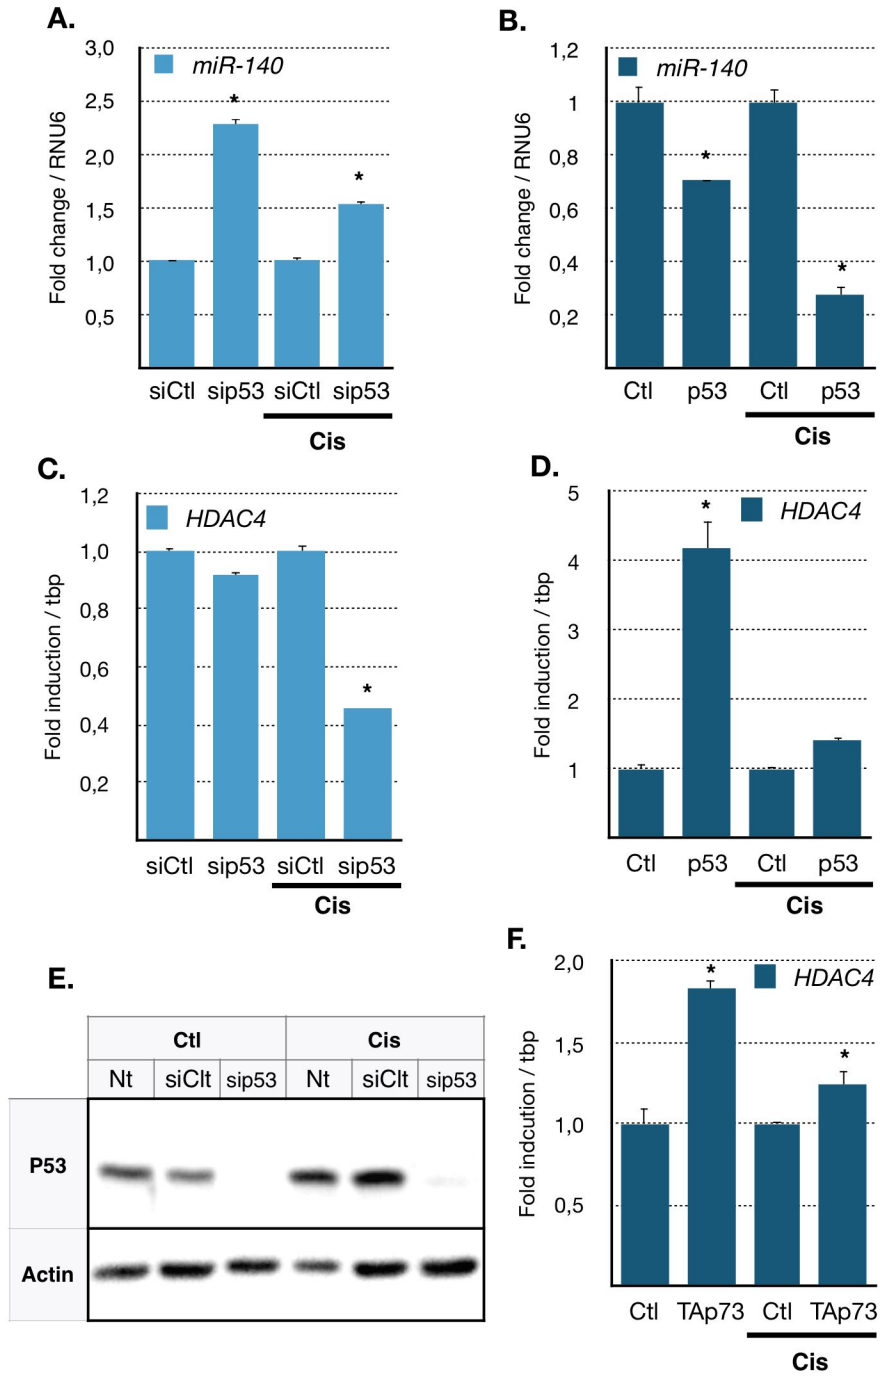 A.
3,0
2,5
2,0
1,5
1,0
0,5
Fold change / RNU6
miR-140
*
*
siCtl sip53 siCtl sip53
Cis
B.
1,2
1
0,8
0,6
0,4
0,2
Fold change / RNU6
miR-140
*
*
Ctl p53 Ctl p53
Cis
C.
1,2
1,0
0,8
0,6
0,4
0,2
Fold induction / tbp
HDAC4
*
siCtl sip53 siCtl sip53
Cis
D.
5
4
3
2
1
Fold induction / tbp
HDAC4
*
Ctl p53 Ctl p53
Cis
E.
Ctl Cis
Nt siClt sip53 Nt siClt sip53
P53
Actin
F.
2,0
1,5
1,0
0,5
Fold indcution / tbp
HDAC4
*
*
Ctl TAp73 Ctl TAp73
Cis